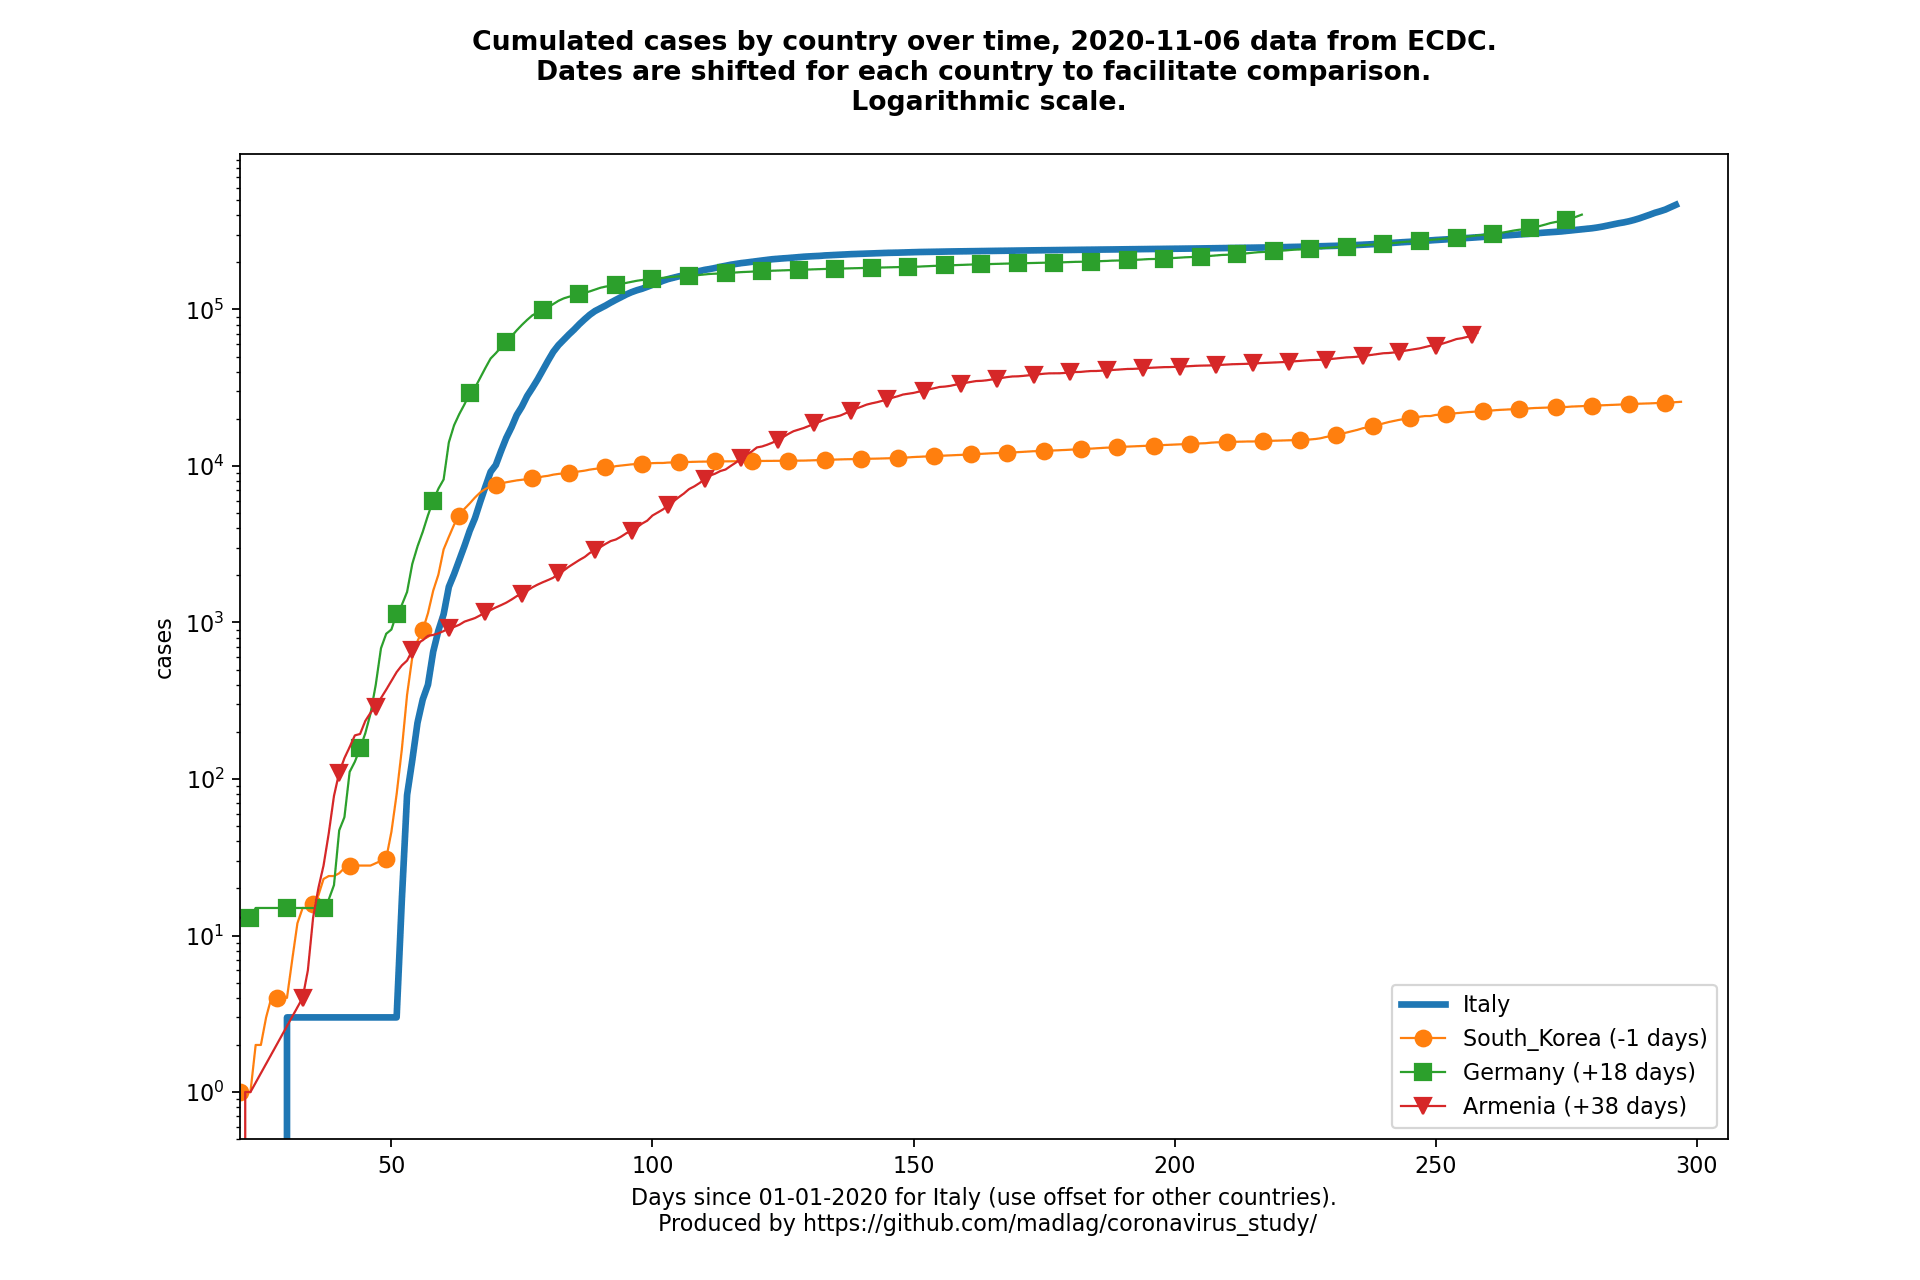 Cumulated cases by country over time, 2020-11-06 data from ECDC.
Dates are shifted for each country to facilitate comparison.
Logarithmic scale.
10^5
10^4
10^3
10^2
10^1
10^0
cases
Italy
South_Korea (-1 days)
Germany (+18 days)
Armenia (+38 days)
50 100 150 200 250 300
Days since 01-01-2020 for Italy (use offset for other countries).
Produced by https://github.com/madlag/coronavirus_study/